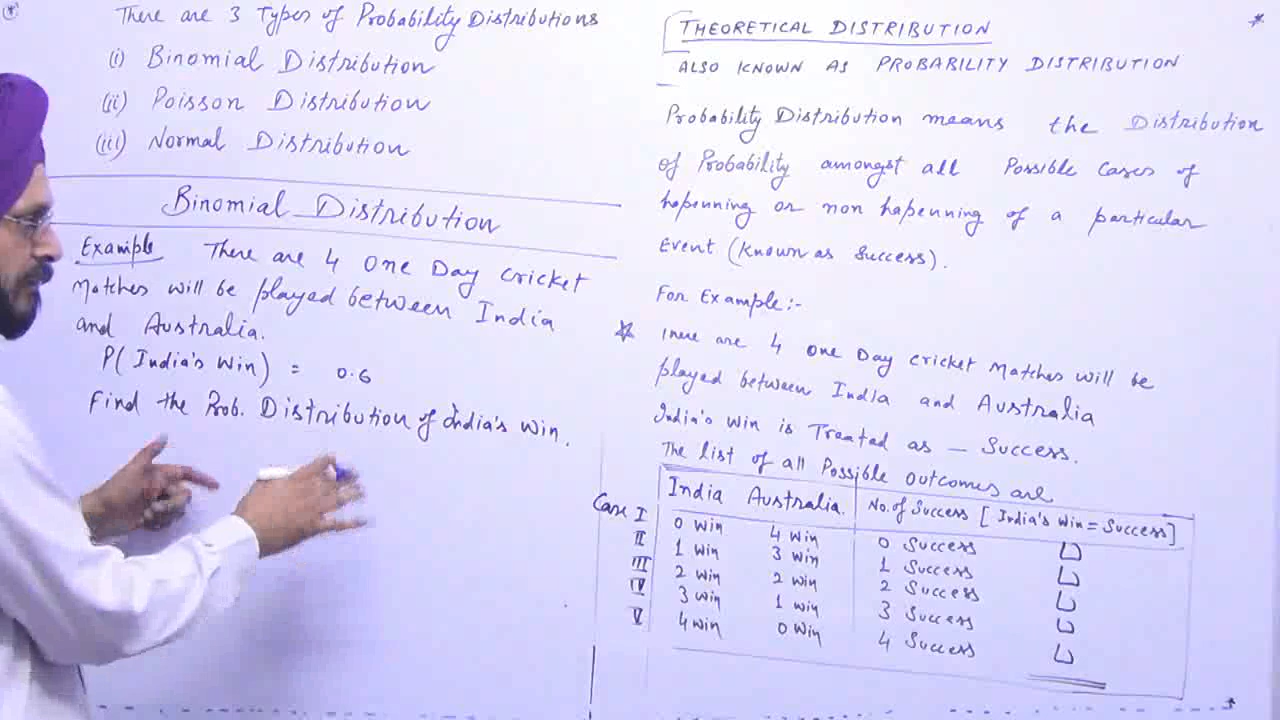 There are 3 Types of Probability Distributions
(i) Binomial Distribution
(ii) Poisson Distribution
(iii) Normal Distribution
Binomial Distribution
Example There are 4 One Day Cricket
Matches will be played between India
and Australia.
P(India's Win) = 0.6
Find the Prob. Distribution of India's Win.
THEORETICAL DISTRIBUTION
ALSO KNOWN AS PROBABILITY DISTRIBUTION
Probability Distribution means the Distribution
of Probability amongst all Possible Cases of
hapenning or non hapenning of a particular
Event (Known as Success).
For Example:-
There are 4 One Day Cricket Matches will be
played between India and Australia
India's Win is Treated as — Success.
The list of all Possible Outcomes are
India Australia. No. of Success [India's Win = Success]
Case I 0 Win 4 Win 0 Success
II 1 Win 3 Win 1 Success
III 2 Win 2 Win 2 Success
IV 3 Win 1 Win 3 Success
V 4 Win 0 Win 4 Success